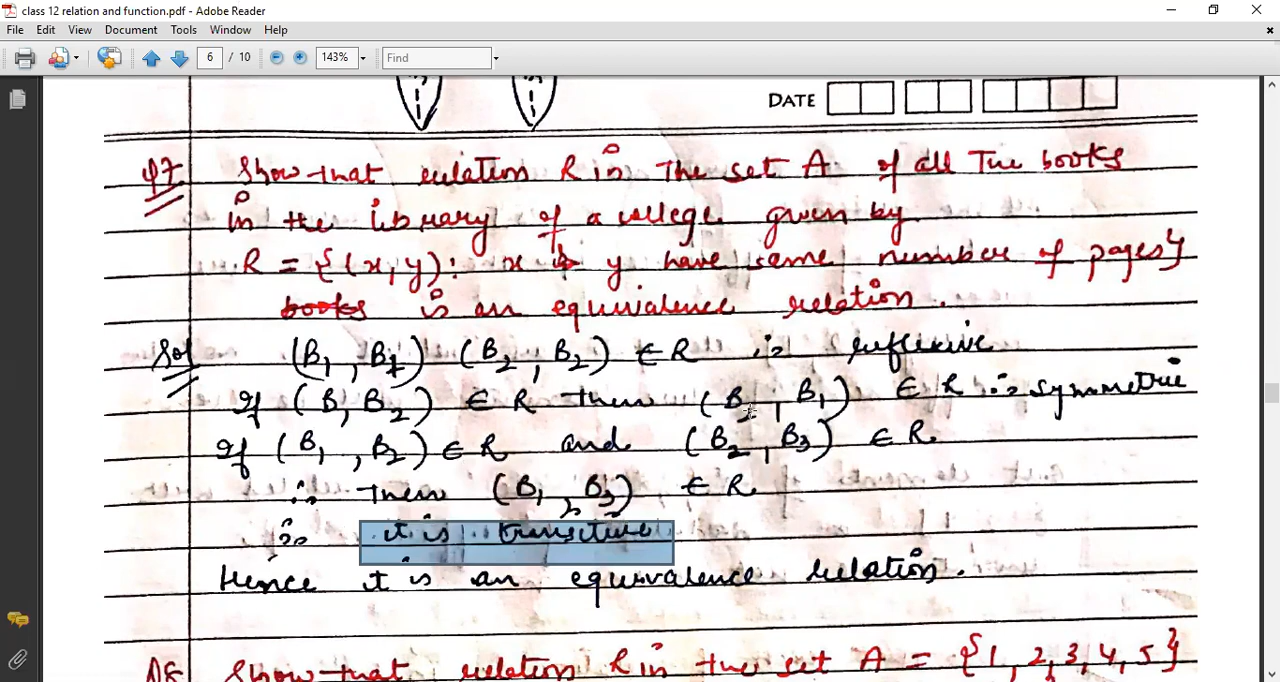 class 12 relation and function.pdf - Adobe Reader
File Edit View Document Tools Window Help
6 / 10 143% Find
DATE
Q7 Show that relation R in The set A of all The books
in the library of a college given by
R = {(x, y): x & y have same number of pages}
books is an equivalence relation.
Sol (B1, B1) (B2, B2) ∈ R ∴ reflexive
If (B, B2) ∈ R then (B2, B1) ∈ R ∴ symmetric
If (B1, B2) ∈ R and (B2, B3) ∈ R
∴ then (B1, B3) ∈ R
∴ it is transitive
Hence it is an equivalence relation.
Q8 Show that relation R in the set A = {1, 2, 3, 4, 5}